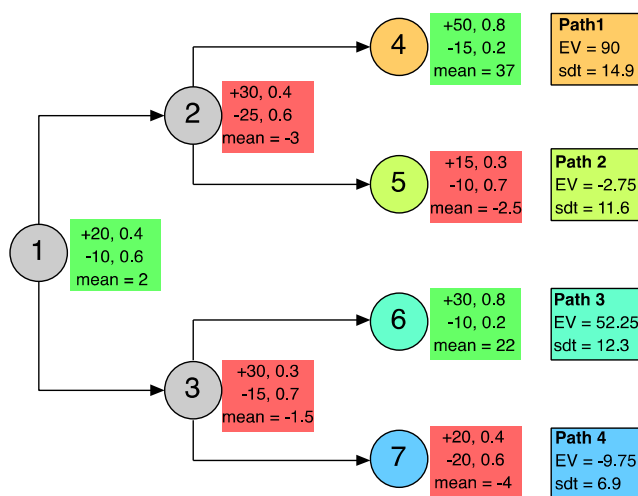 4
+50, 0.8
-15, 0.2
mean = 37
Path1
EV = 90
sdt = 14.9
2
+30, 0.4
-25, 0.6
mean = -3
5
+15, 0.3
-10, 0.7
mean = -2.5
Path 2
EV = -2.75
sdt = 11.6
1
+20, 0.4
-10, 0.6
mean = 2
6
+30, 0.8
-10, 0.2
mean = 22
Path 3
EV = 52.25
sdt = 12.3
3
+30, 0.3
-15, 0.7
mean = -1.5
7
+20, 0.4
-20, 0.6
mean = -4
Path 4
EV = -9.75
sdt = 6.9